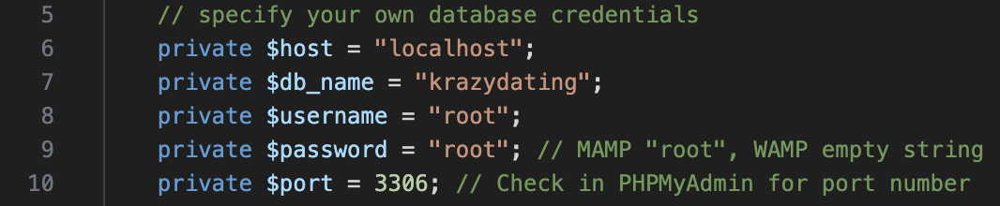 5 // specify your own database credentials
6 private $host = "localhost";
7 private $db_name = "krazydating";
8 private $username = "root";
9 private $password = "root"; // MAMP "root", WAMP empty string
10 private $port = 3306; // Check in PHPMyAdmin for port number